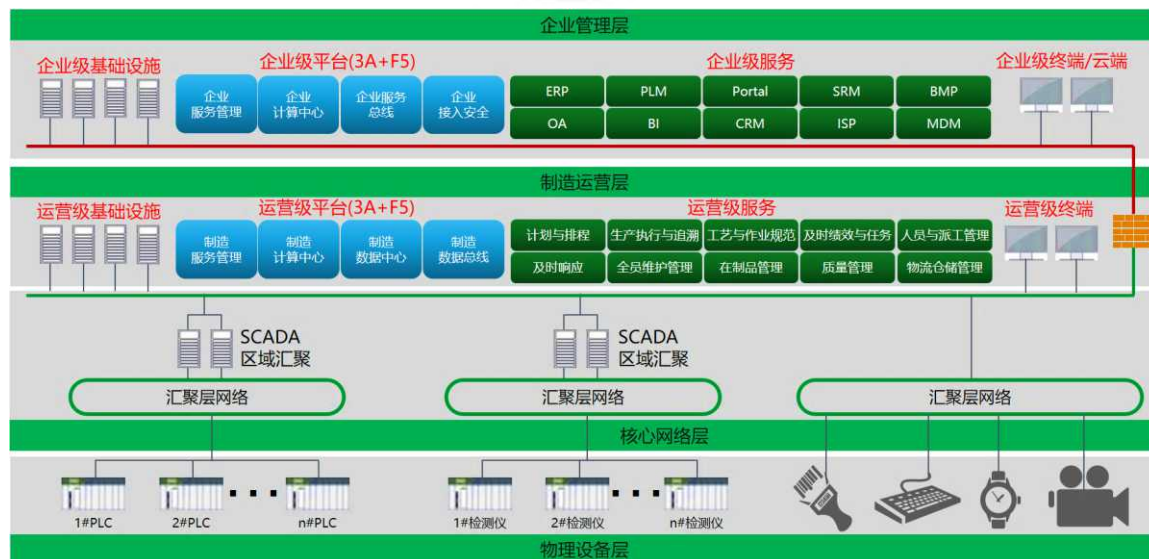 企业管理层
企业级基础设施
企业级平台(3A+F5)
企业级服务
企业级终端/云端
企业
服务管理
企业
计算中心
企业服务
总线
企业
接入安全
ERP
PLM
Portal
SRM
BMP
OA
BI
CRM
ISP
MDM
制造运营层
运营级基础设施
运营级平台(3A+F5)
运营级服务
运营级终端
制造
服务管理
制造
计算中心
制造
数据中心
制造
数据总线
计划与排程
生产执行与追溯
工艺与作业规范
及时绩效与任务
人员与派工管理
及时响应
全员维护管理
在制品管理
质量管理
物流仓储管理
SCADA
区域汇聚
SCADA
区域汇聚
汇聚层网络
汇聚层网络
汇聚层网络
核心网络层
1#PLC
2#PLC
n#PLC
1#检测仪
2#检测仪
n#检测仪
物理设备层